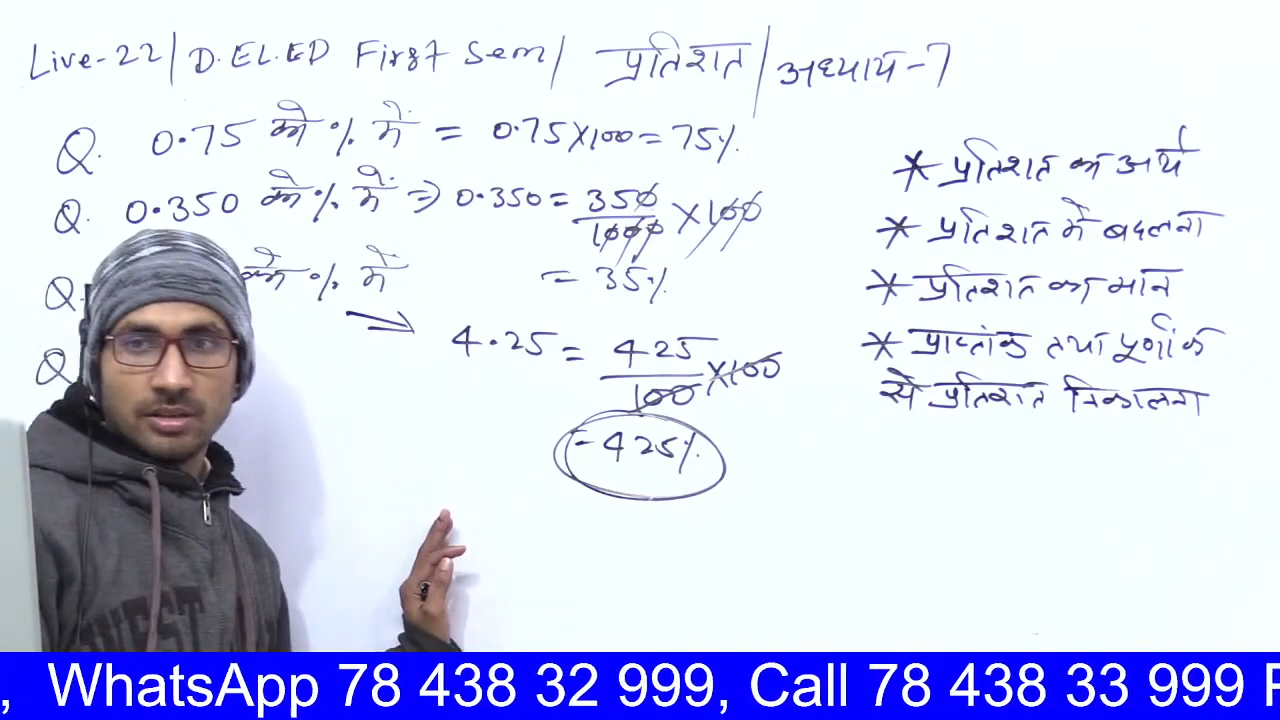 Live-22/ D.EL.ED First Sem/ प्रतिशत/ अध्याय-7
Q. 0.75 को % में = 0.75×100=75%
Q. 0.350 को % में. ⇒ 0.350 = 350/1000 ×100
= 35%
Q. को % में
4.25 = 425/100 ×100
Q
= 425%
* प्रतिशत का अर्थ
* प्रतिशत में बदलना
* प्रतिशत का मान
* प्राप्तांक तथा पूर्णांक
से प्रतिशत निकालना
WEST
, WhatsApp 78 438 32 999, Call 78 438 33 999 P